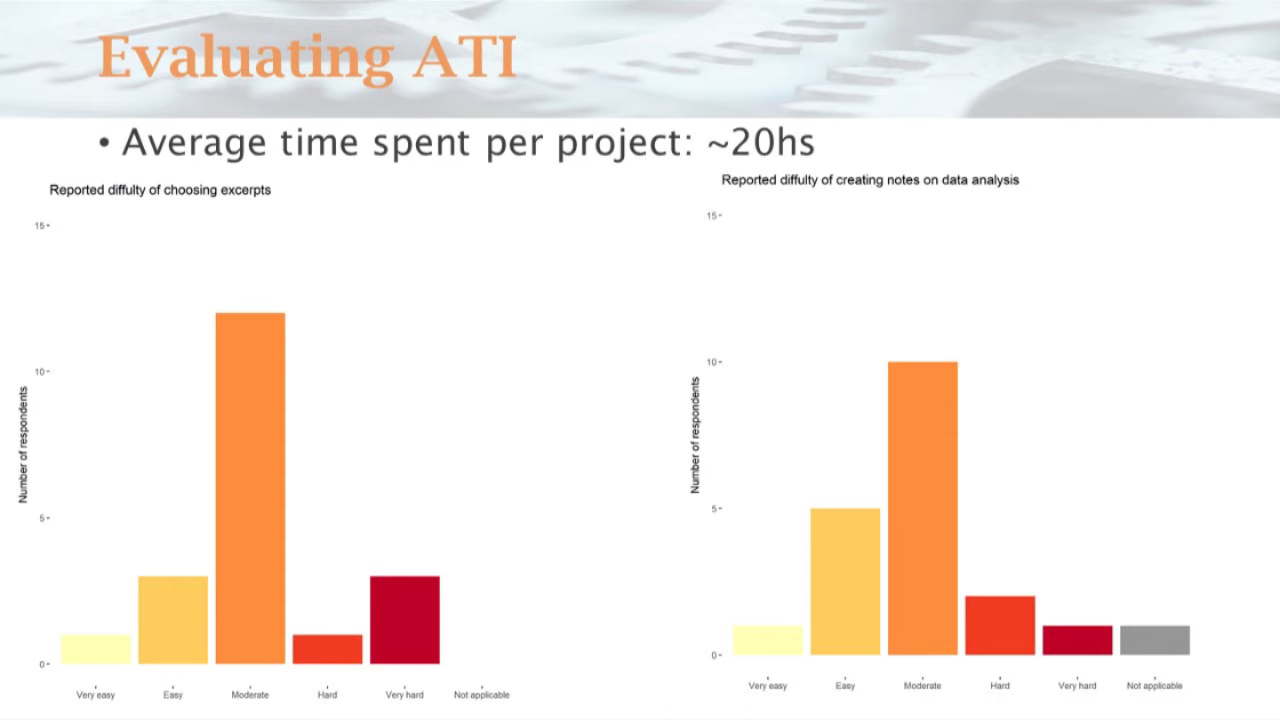 Evaluating ATI
• Average time spent per project: ~20hs
Reported diffulty of choosing excerpts
15
10
5
0
Number of respondents
Very easy Easy Moderate Hard Very hard Not applicable
Reported diffulty of creating notes on data analysis
15
10
5
0
Number of respondents
Very easy Easy Moderate Hard Very hard Not applicable